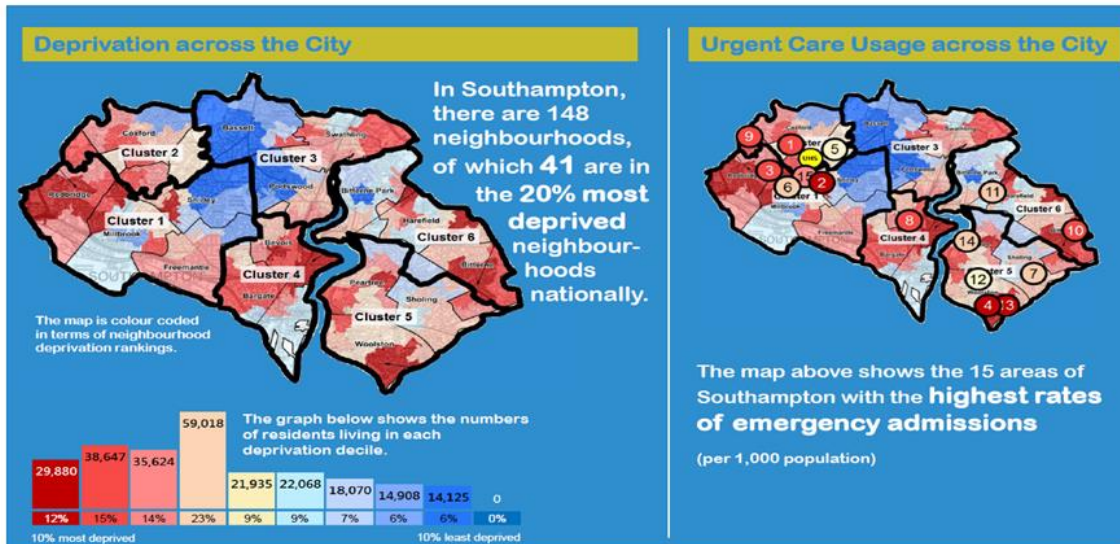 Deprivation across the City
Coxford
Cluster 2
Bassett
Cluster 3
Swaythling
Portswood
Bitterne Park
Redbridge
Cluster 1
Shirley
Millbrook
Harefield
Cluster 6
SOUTHAMPTON
Freemantle
Bevois
Cluster 4
Bargate
Bitterne
Peartree
Sholing
Cluster 5
Woolston
In Southampton,
there are 148
neighbourhoods,
of which 41 are in
the 20% most
deprived
neighbour-
hoods
nationally.
The map is colour coded
in terms of neighbourhood
deprivation rankings.
The graph below shows the numbers
of residents living in each
deprivation decile.
29,880
38,647
35,624
59,018
21,935
22,068
18,070
14,908
14,125
0
12%
15%
14%
23%
9%
9%
7%
6%
6%
0%
10% most deprived
10% least deprived
Urgent Care Usage across the City
9
1
5
UHS
3
15
6
2
Cluster 3
11
Cluster 6
8
Cluster 4
10
14
12
7
4
13
The map above shows the 15 areas of
Southampton with the highest rates
of emergency admissions
(per 1,000 population)